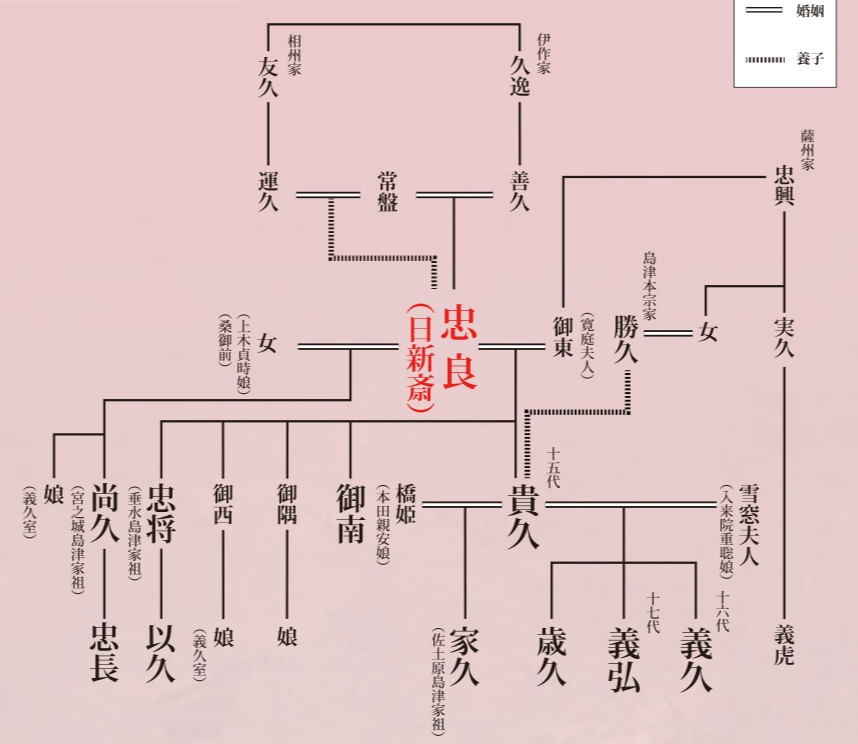 婚姻
養子
伊作家
久逸
相州家
友久
薩州家
忠興
善久
常盤
運久
島津本宗家
勝久
女
実久
御東
（寛庭夫人）
忠良
（日新斎）
女
（上木貞時娘）
（桑御前）
雪窓夫人
（入来院重聡娘）
十五代
貴久
橋姫
（本田親安娘）
御南
御隅
御西
忠将
（垂水島津家祖）
尚久
（宮之城島津家祖）
娘
（義久室）
義虎
十六代
義久
十七代
義弘
歳久
家久
（佐土原島津家祖）
娘
娘
（義久室）
以久
忠長